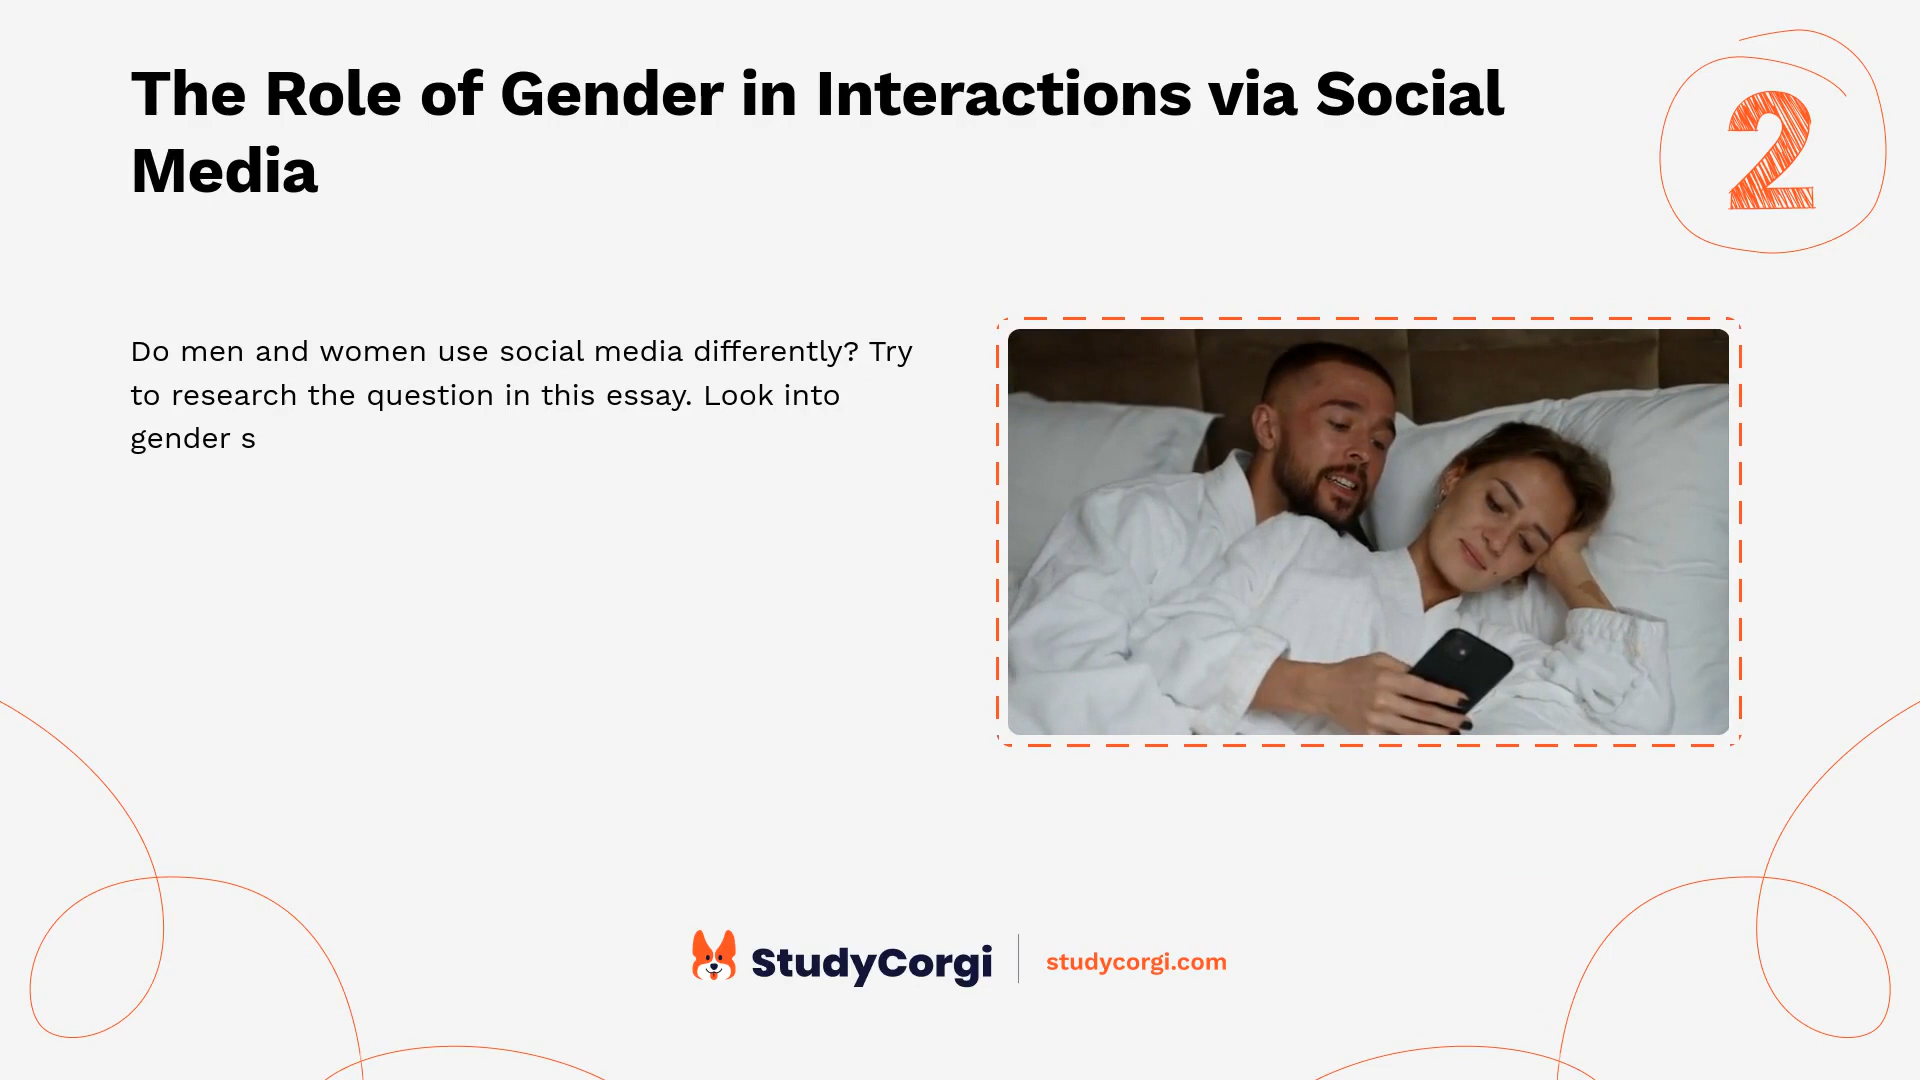 The Role of Gender in Interactions via Social
Media
2
Do men and women use social media differently? Try
to research the question in this essay. Look into
gender s
StudyCorgi
studycorgi.com